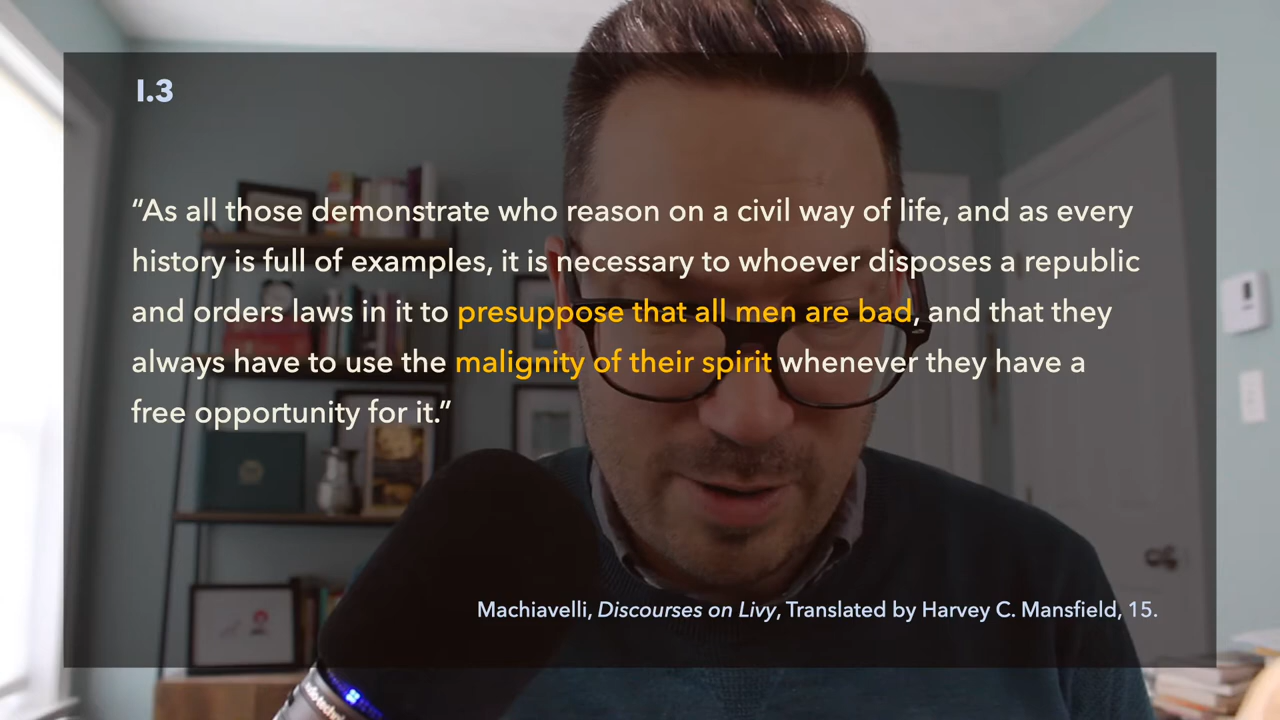 I.3
“As all those demonstrate who reason on a civil way of life, and as every
history is full of examples, it is necessary to whoever disposes a republic
and orders laws in it to presuppose that all men are bad, and that they
always have to use the malignity of their spirit whenever they have a
free opportunity for it.”
Machiavelli, Discourses on Livy, Translated by Harvey C. Mansfield, 15.